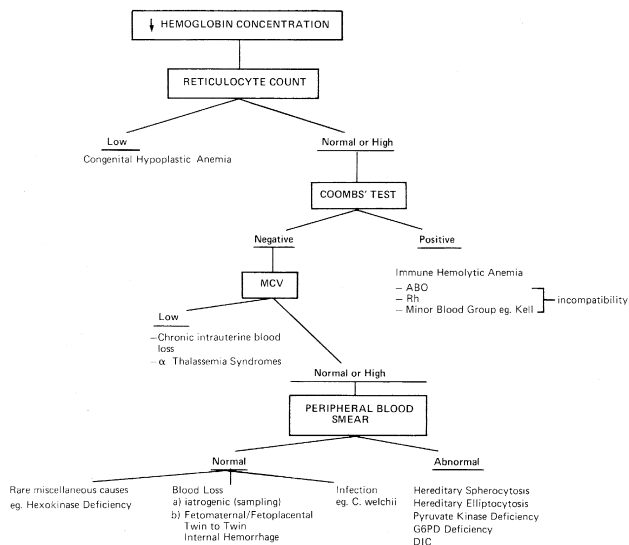 ↓ HEMOGLOBIN CONCENTRATION
RETICULOCYTE COUNT
Low
Congenital Hypoplastic Anemia
Normal or High
COOMBS' TEST
Negative
Positive
MCV
Immune Hemolytic Anemia
– ABO
– Rh
– Minor Blood Group eg. Kell
incompatibility
Low
–Chronic intrauterine blood
loss
–α Thalassemia Syndromes
Normal or High
PERIPHERAL BLOOD
SMEAR
Normal
Abnormal
Rare miscellaneous causes
eg. Hexokinase Deficiency
Blood Loss
a) iatrogenic (sampling)
b) Fetomaternal/Fetoplacental
Twin to Twin
Internal Hemorrhage
Infection
eg. C. welchii
Hereditary Spherocytosis
Hereditary Elliptocytosis
Pyruvate Kinase Deficiency
G6PD Deficiency
DIC